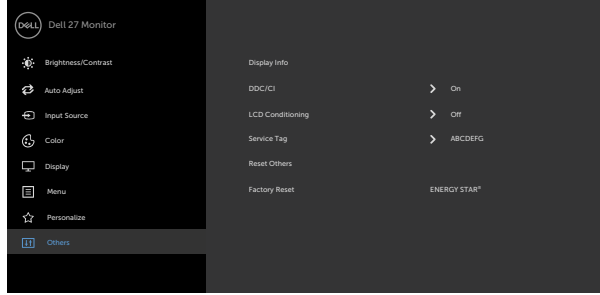 DELL Dell 27 Monitor
Brightness/Contrast
Auto Adjust
Input Source
Color
Display
Menu
Personalize
Others
Display Info
DDC/CI On
LCD Conditioning Off
Service Tag ABCDEFG
Reset Others
Factory Reset ENERGY STAR®